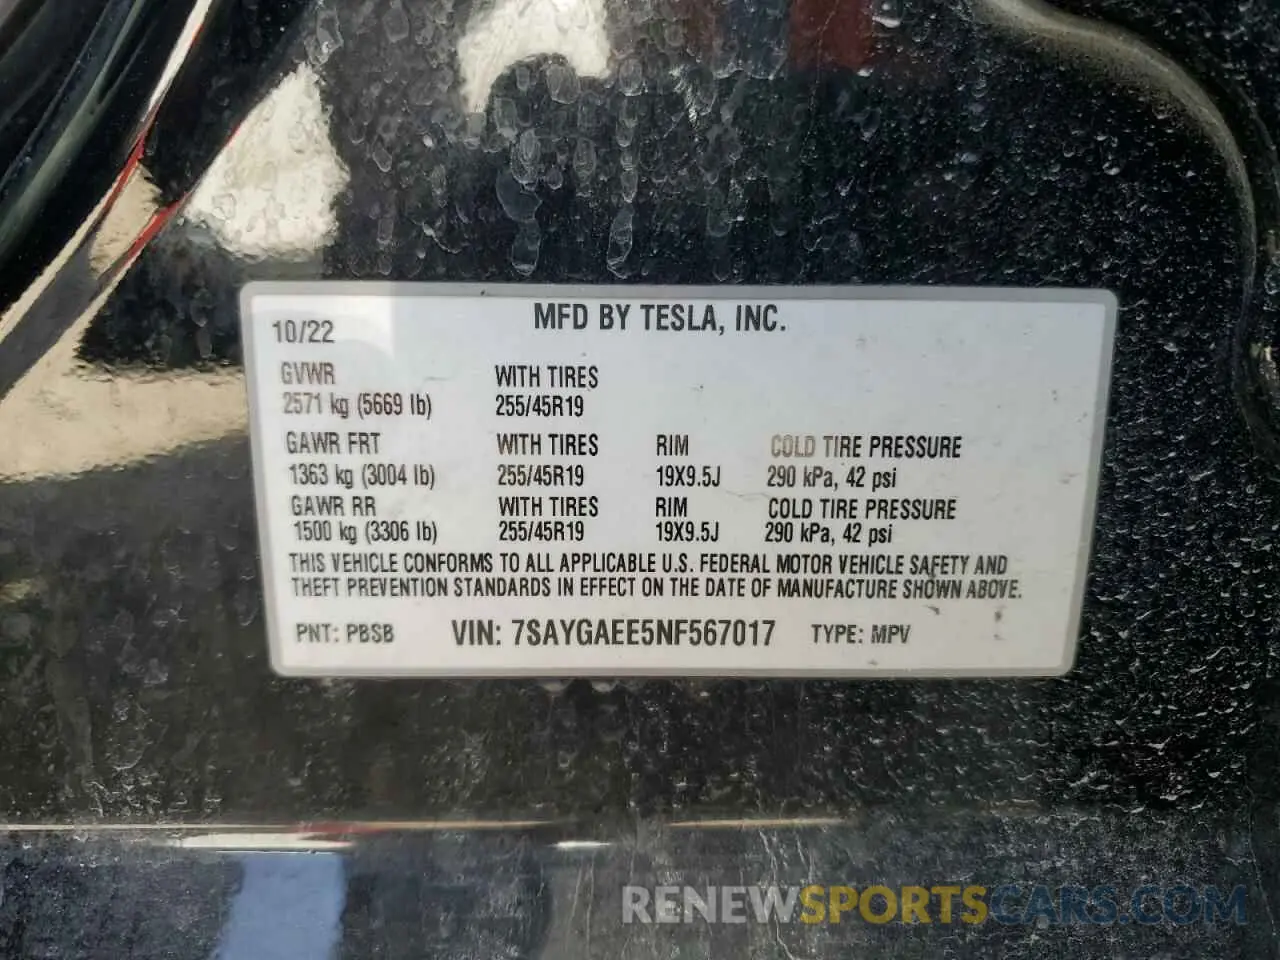 MFD BY TESLA, INC.
10/22
GVWR WITH TIRES
2571 kg (5669 lb) 255/45R19
GAWR FRT WITH TIRES RIM COLD TIRE PRESSURE
1363 kg (3004 lb) 255/45R19 19X9.5J 290 kPa, 42 psi
GAWR RR WITH TIRES RIM COLD TIRE PRESSURE
1500 kg (3306 lb) 255/45R19 19X9.5J 290 kPa, 42 psi
THIS VEHICLE CONFORMS TO ALL APPLICABLE U.S. FEDERAL MOTOR VEHICLE SAFETY AND
THEFT PREVENTION STANDARDS IN EFFECT ON THE DATE OF MANUFACTURE SHOWN ABOVE.
PNT: PBSB VIN: 7SAYGAEE5NF567017 TYPE: MPV
RENEWSPORTSCARS.COM